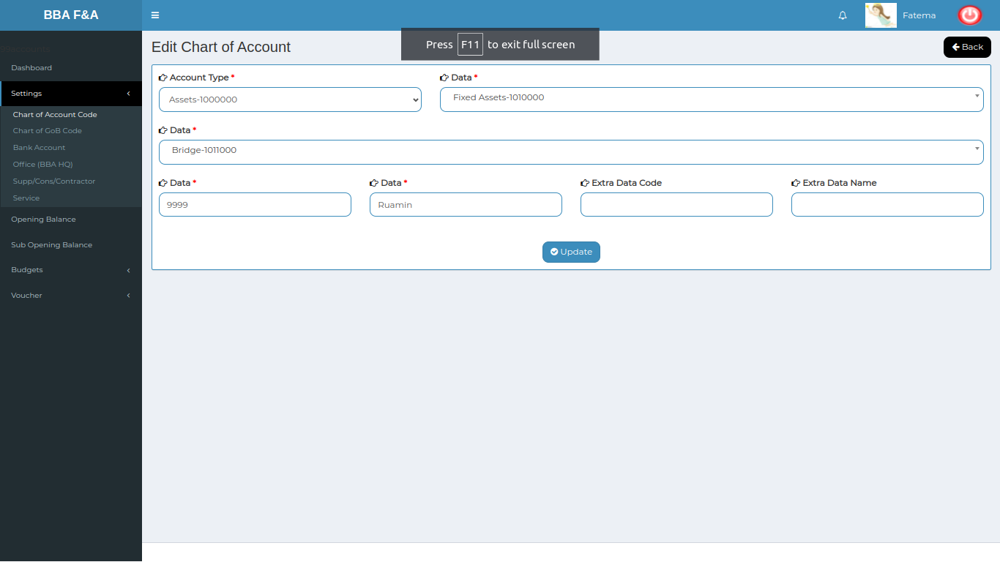 BBA F&A
Fatema
Press F11 to exit full screen
Edit Chart of Account
Back
99accounts
Dashboard
Settings
Chart of Account Code
Chart of GoB Code
Bank Account
Office (BBA HQ)
Supp/Cons/Contractor
Service
Opening Balance
Sub Opening Balance
Budgets
Voucher
Account Type *
Data *
Assets-1000000
Fixed Assets-1010000
Data *
Bridge-1011000
Data *
Data *
Extra Data Code
Extra Data Name
9999
Ruamin
Update